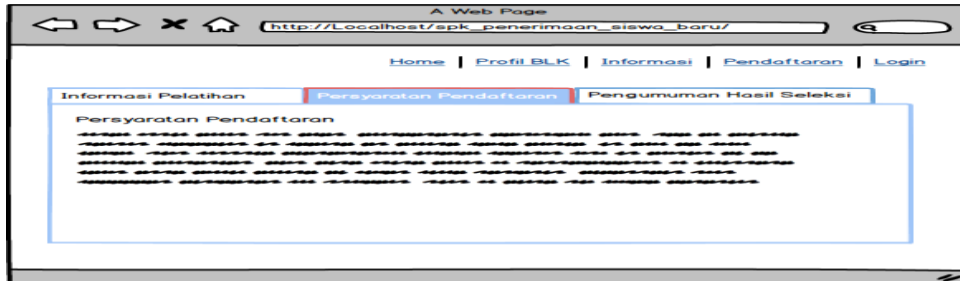 A Web Page
http://Localhost/spk_penerimaan_siswa_baru/
Home | Profil BLK | Informasi | Pendaftaran | Login
Informasi Pelatihan Persyaratan Pendaftaran Pengumuman Hasil Seleksi
Persyaratan Pendaftaran